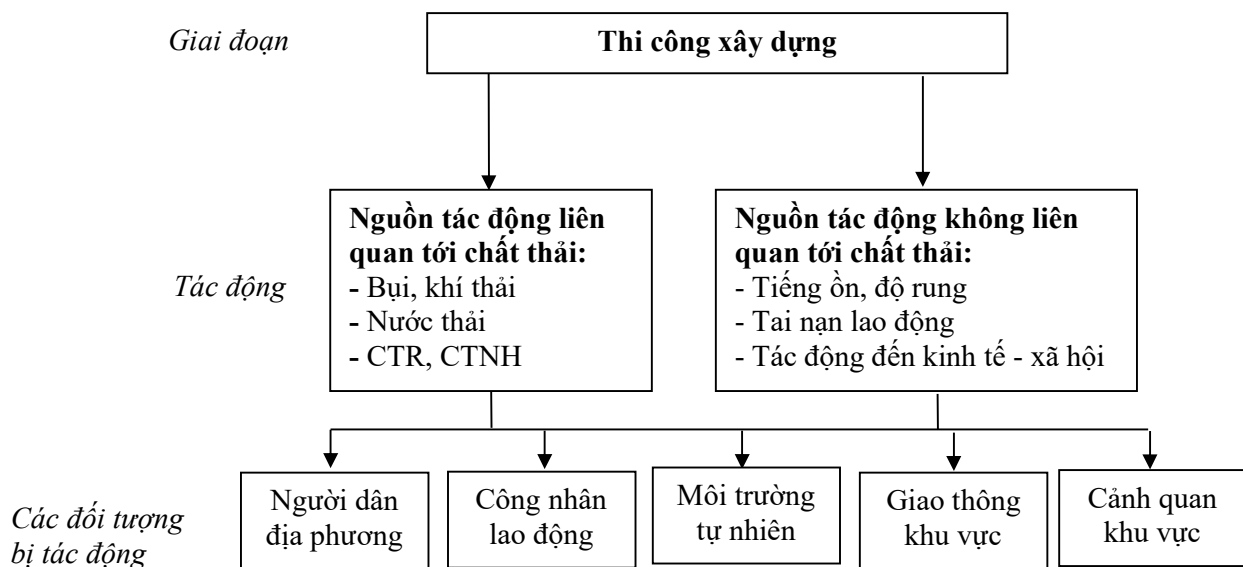 Giai đoạn
Thi công xây dựng
Tác động
Nguồn tác động liên
quan tới chất thải:
- Bụi, khí thải
- Nước thải
- CTR, CTNH
Nguồn tác động không liên
quan tới chất thải:
- Tiếng ồn, độ rung
- Tai nạn lao động
- Tác động đến kinh tế - xã hội
Các đối tượng
bị tác động
Người dân
địa phương
Công nhân
lao động
Môi trường
tự nhiên
Giao thông
khu vực
Cảnh quan
khu vực